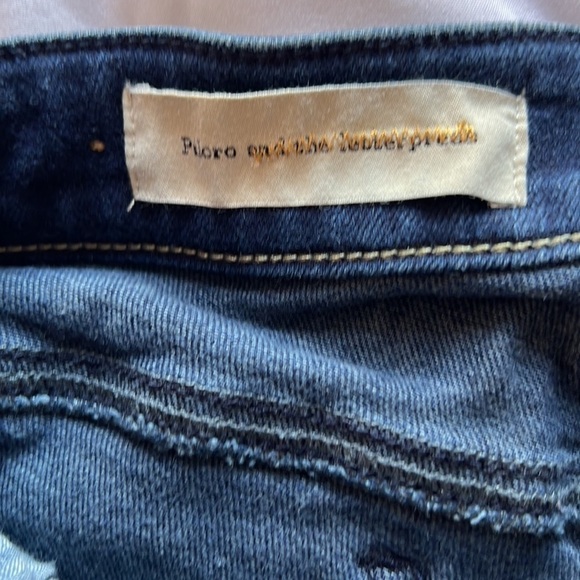 Pilcro and the letterpress